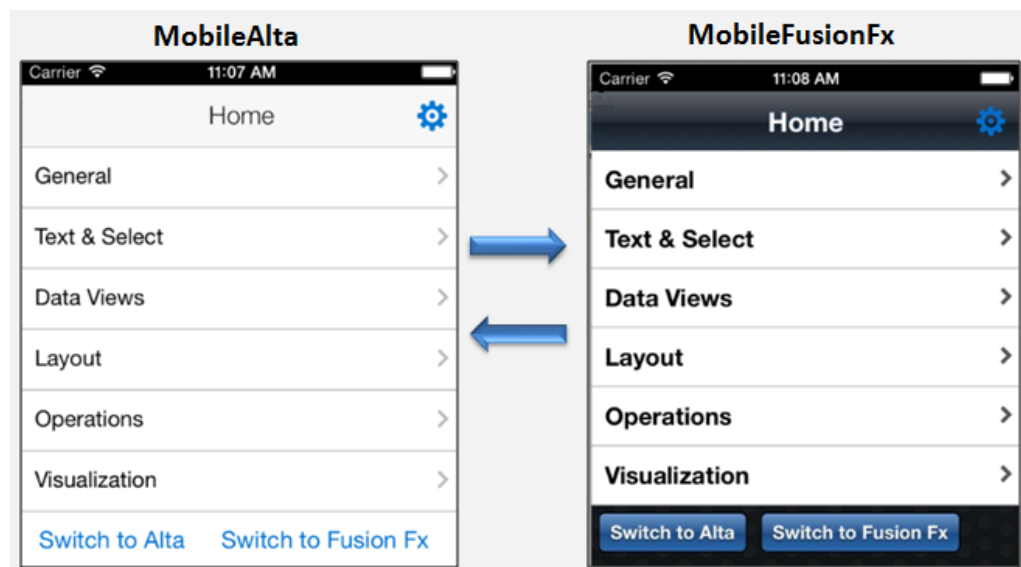 MobileAlta
Carrier 11:07 AM
Home
General
Text & Select
Data Views
Layout
Operations
Visualization
Switch to Alta Switch to Fusion Fx
MobileFusionFx
Carrier 11:08 AM
Home
General
Text & Select
Data Views
Layout
Operations
Visualization
Switch to Alta Switch to Fusion Fx